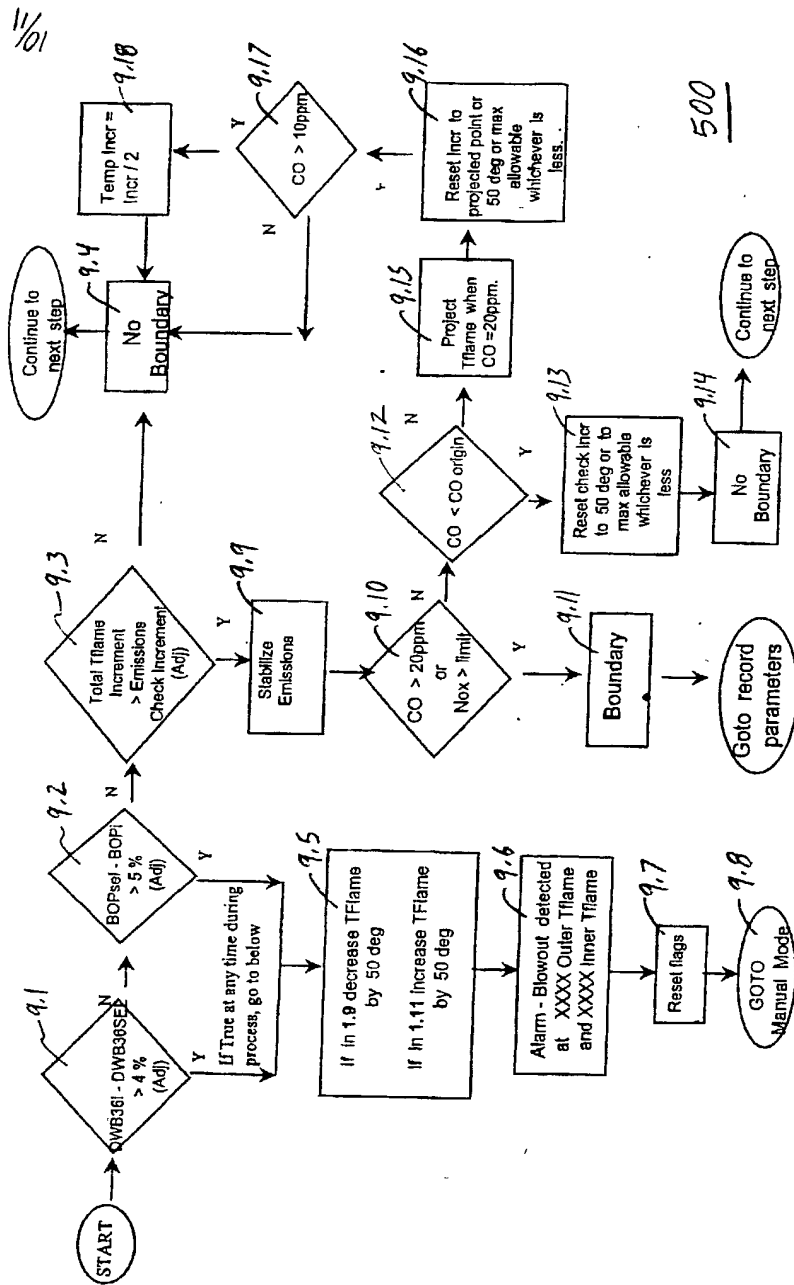 11/01
START
9.1
DWB36I - DWB36SEL
> 4 %
(Adj)
N
Y
9.2
BOPsel - BOPi
> 5 %
(Adj)
N
Y
If True at any time during
process, go to below
9.3
Total Tflame
Increment
> Emissions
Check Increment
(Adj)
N
Y
9.4
No
Boundary
Continue to
next step
9.5
If in 1.9 decrease TFlame
by 50 deg
If in 1.11 increase TFlame
by 50 deg
9.6
Alarm - Blowout detected
at XXXX Outer Tflame
and XXXX Inner Tflame
9.7
Reset flags
9.8
GOTO
Manual Mode
9.9
Stabilize
Emissions
9.10
CO > 20ppm
or
Nox > limit
N
Y
9.11
Boundary
Goto record
parameters
9.12
CO < CO origin
N
Y
9.13
Reset check Incr
to 50 deg or to
max allowable
whichever is
less
9.14
No
Boundary
Continue to
next step
9.15
Project
Tflame when
CO =20ppm.
9.16
Reset Incr to
projected point or
50 deg or max
allowable
whichever is
less.
9.17
CO > 10ppm
Y
N
9.18
Temp Incr =
Incr / 2
500